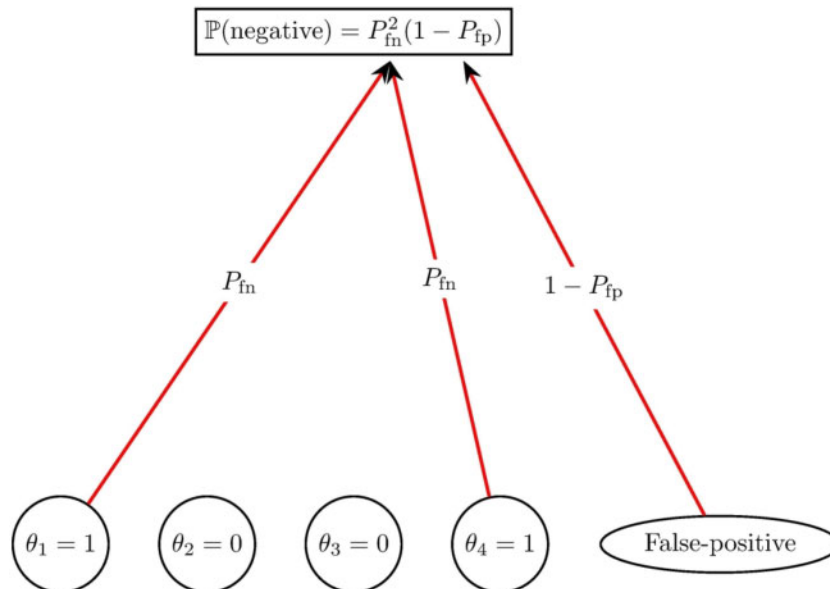 ℙ(negative) = P_fn^2(1 − P_fp)
P_fn
P_fn
1 − P_fp
θ_1 = 1
θ_2 = 0
θ_3 = 0
θ_4 = 1
False-positive